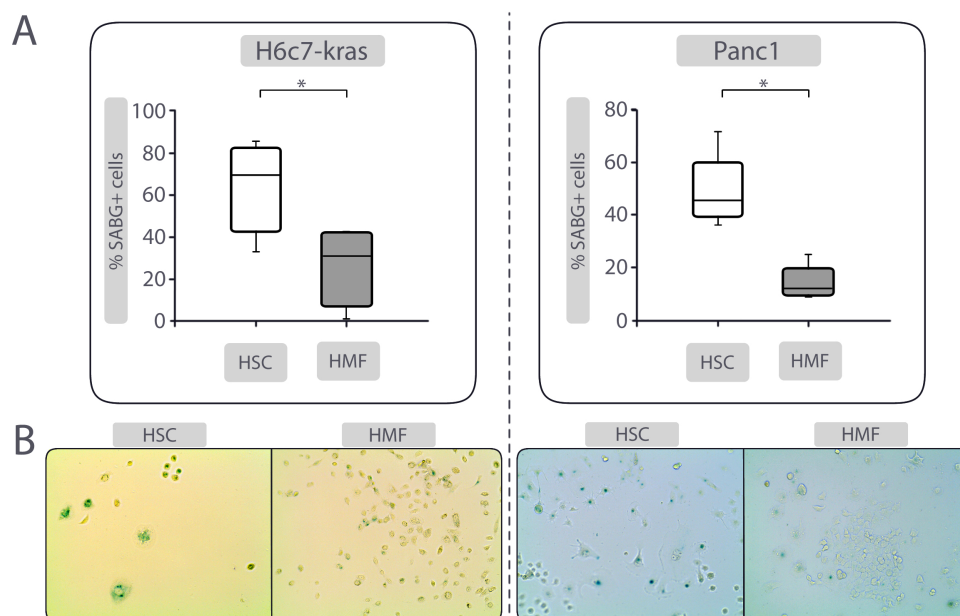 A
H6c7-kras
*
% SABG+ cells
100
80
60
40
20
0
HSC
HMF
Panc1
*
% SABG+ cells
80
60
40
20
0
HSC
HMF
B
HSC
HMF
HSC
HMF